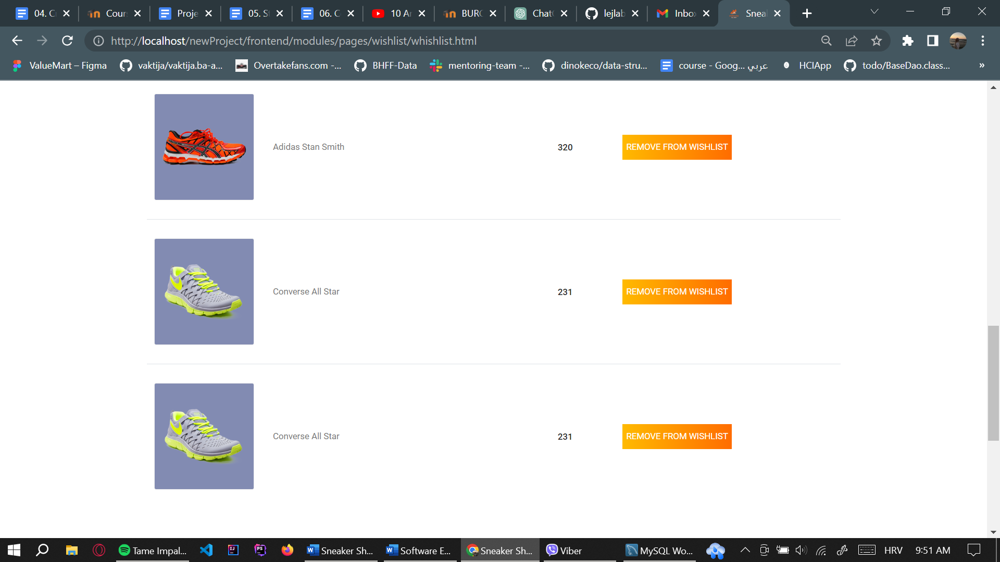 04. C
Cour
Proje
05. S
06. C
10 A
BURC
Chat
lejlab
Inbo
Sneal
http://localhost/newProject/frontend/modules/pages/wishlist/whishlist.html
ValueMart – Figma
vaktija/vaktija.ba-a...
Overtakefans.com -...
BHFF-Data
mentoring-team -...
dinokeco/data-stru...
course - Goog... عربي
HCIApp
todo/BaseDao.class...
»
Adidas Stan Smith 320 REMOVE FROM WISHLIST
Converse All Star 231 REMOVE FROM WISHLIST
Converse All Star 231 REMOVE FROM WISHLIST
Tame Impal...
Sneaker Sh...
Software E...
Sneaker Sh...
Viber
MySQL Wo...
HRV
9:51 AM